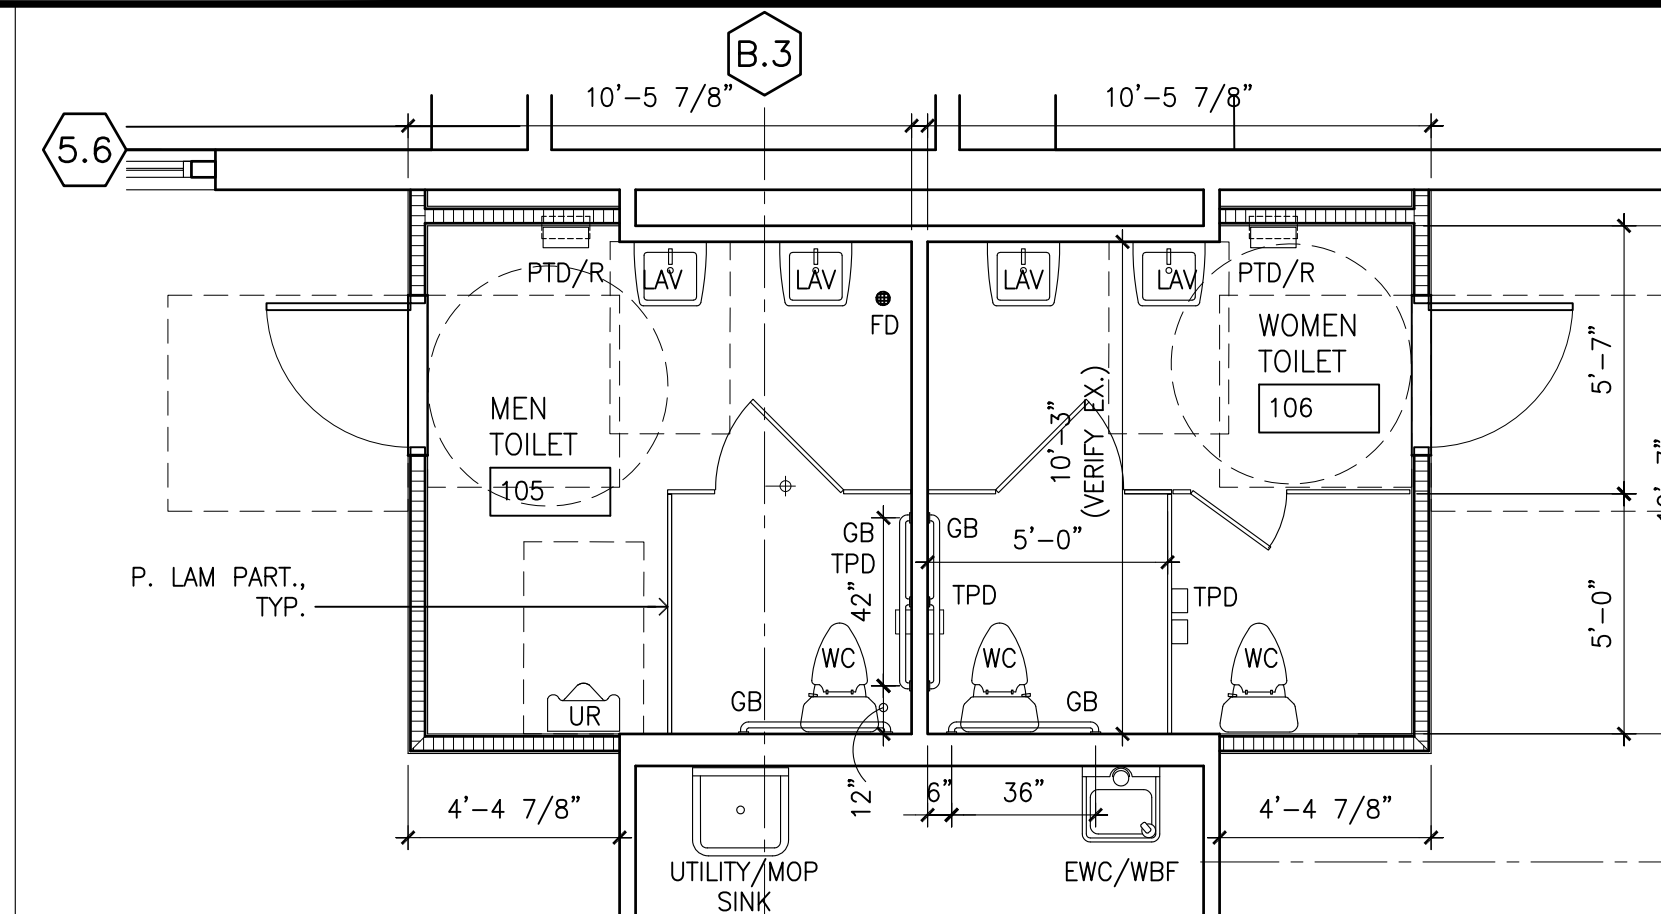 B.3
10'-5 7/8"
10'-5 7/8"
5.6
PTD/R
LAV
LAV
LAV
LAV
PTD/R
FD
WOMEN
TOILET
106
5'-7"
MEN
TOILET
105
10'-3"
(VERIFY EX.)
GB
TPD
42"
GB
5'-0"
P. LAM PART.,
TYP.
TPD
TPD
5'-0"
WC
WC
WC
GB
GB
UR
4'-4 7/8"
12"
6"
36"
4'-4 7/8"
UTILITY/MOP
SINK
EWC/WBF